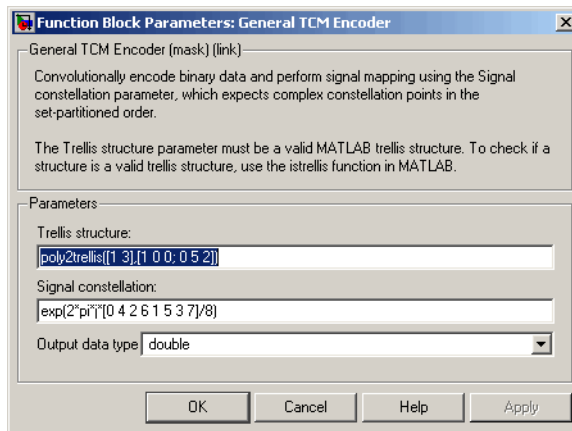 Function Block Parameters: General TCM Encoder
General TCM Encoder (mask) (link)
Convolutionally encode binary data and perform signal mapping using the Signal
constellation parameter, which expects complex constellation points in the
set-partitioned order.
The Trellis structure parameter must be a valid MATLAB trellis structure. To check if a
structure is a valid trellis structure, use the istrellis function in MATLAB.
Parameters
Trellis structure:
poly2trellis([1 3],[1 0 0; 0 5 2])
Signal constellation:
exp(2*pi*j*[0 4 2 6 1 5 3 7]/8)
Output data type double
OK Cancel Help Apply